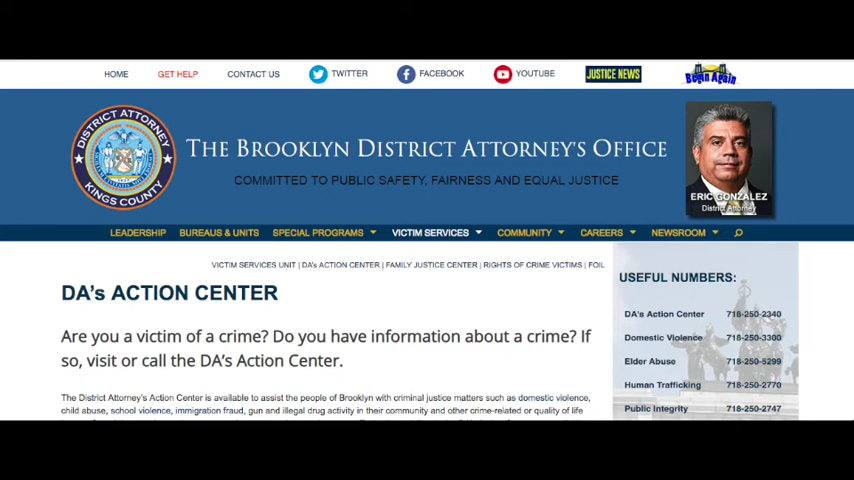 HOME GET HELP CONTACT US TWITTER FACEBOOK YOUTUBE JUSTICE NEWS Begin Again
DISTRICT ATTORNEY
KINGS COUNTY
THE BROOKLYN DISTRICT ATTORNEY'S OFFICE
COMMITTED TO PUBLIC SAFETY, FAIRNESS AND EQUAL JUSTICE
ERIC GONZALEZ
District Attorney
LEADERSHIP BUREAUS & UNITS SPECIAL PROGRAMS VICTIM SERVICES COMMUNITY CAREERS NEWSROOM
VICTIM SERVICES UNIT | DA's ACTION CENTER | FAMILY JUSTICE CENTER | RIGHTS OF CRIME VICTIMS | FOIL
DA's ACTION CENTER
Are you a victim of a crime? Do you have information about a crime? If
so, visit or call the DA's Action Center.
The District Attorney's Action Center is available to assist the people of Brooklyn with criminal justice matters such as domestic violence,
child abuse, school violence, immigration fraud, gun and illegal drug activity in their community and other crime-related or quality of life
USEFUL NUMBERS:
DA's Action Center 718-250-2340
Domestic Violence 718-250-3300
Elder Abuse 718-250-5299
Human Trafficking 718-250-2770
Public Integrity 718-250-2747